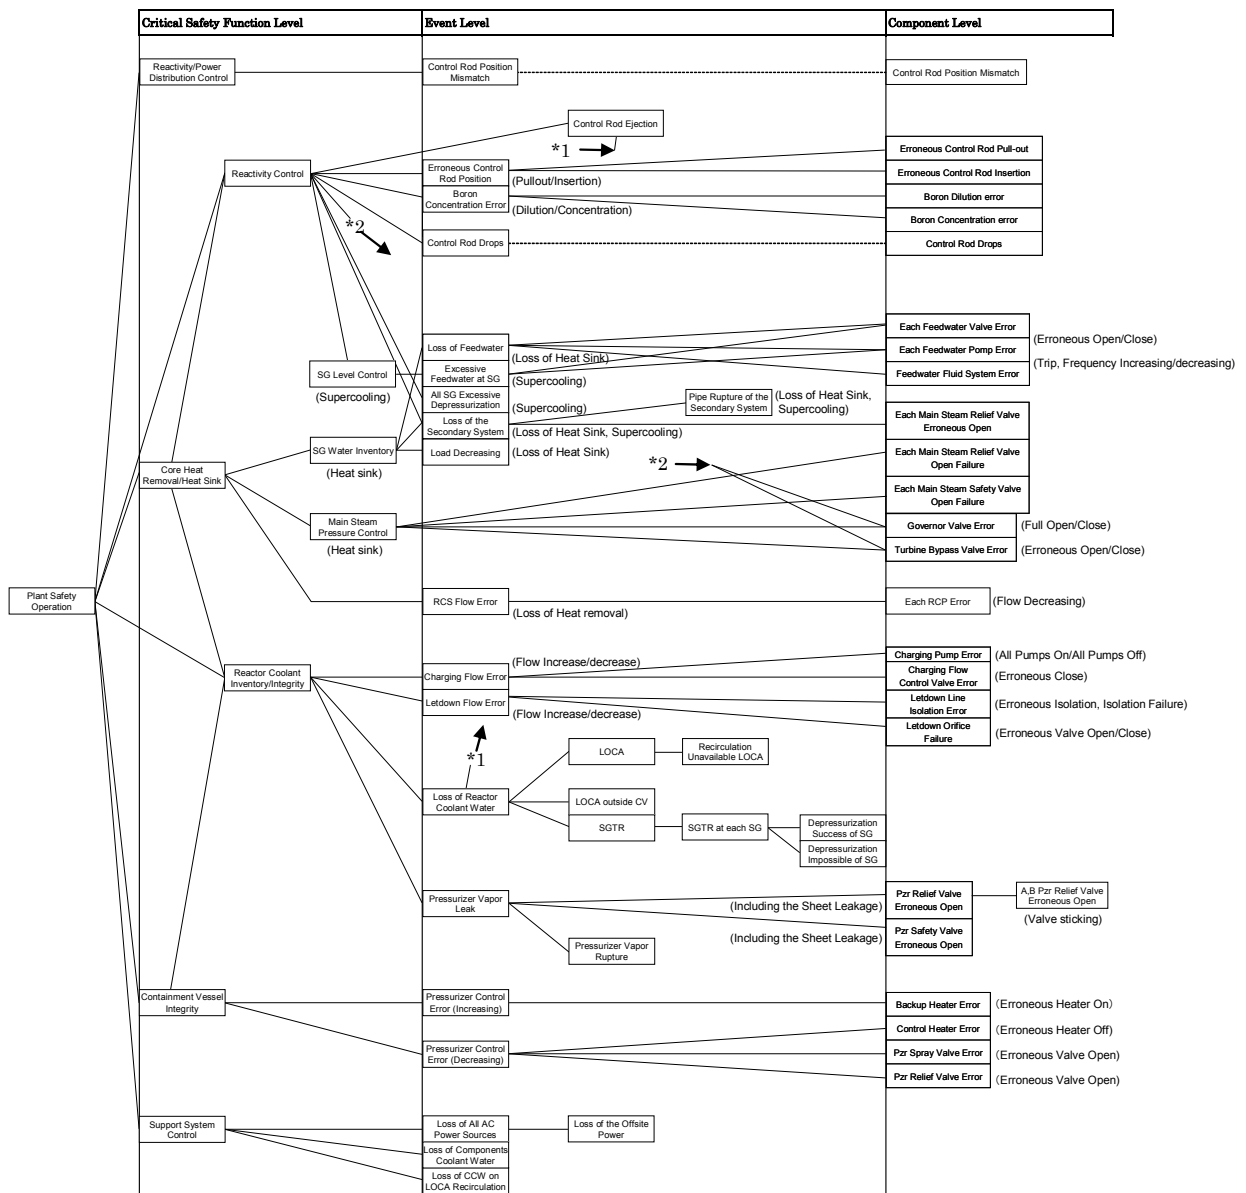 Critical Safety Function Level
Event Level
Component Level
Reactivity/Power
Distribution Control
Control Rod Position
Mismatch
Control Rod Position Mismatch
Control Rod Ejection
*1
Reactivity Control
Erroneous Control
Rod Position
(Pullout/Insertion)
Boron
Concentration Error
(Dilution/Concentration)
Erroneous Control Rod Pull-out
Erroneous Control Rod Insertion
Boron Dilution error
Boron Concentration error
*2
Control Rod Drops
Control Rod Drops
Loss of Feedwater
(Loss of Heat Sink)
Each Feedwater Valve Error
(Erroneous Open/Close)
Each Feedwater Pomp Error
(Trip, Frequency Increasing/decreasing)
Feedwater Fluid System Error
SG Level Control
(Supercooling)
Excessive
Feedwater at SG
(Supercooling)
All SG Excessive
Depressurization
(Supercooling)
Pipe Rupture of the
Secondary System
(Loss of Heat Sink,
Supercooling)
Loss of the
Secondary System
(Loss of Heat Sink, Supercooling)
Each Main Steam Relief Valve
Erroneous Open
SG Water Inventory
(Heat sink)
Load Decreasing
(Loss of Heat Sink)
*2
Each Main Steam Relief Valve
Open Failure
Core Heat
Removal/Heat Sink
Each Main Steam Safety Valve
Open Failure
Main Steam
Pressure Control
(Heat sink)
Governor Valve Error
(Full Open/Close)
Turbine Bypass Valve Error
(Erroneous Open/Close)
Plant Safety
Operation
RCS Flow Error
(Loss of Heat removal)
Each RCP Error
(Flow Decreasing)
Reactor Coolant
Inventory/Integrity
(Flow Increase/decrease)
Charging Flow Error
Letdown Flow Error
(Flow Increase/decrease)
Charging Pump Error
(All Pumps On/All Pumps Off)
Charging Flow
Control Valve Error
(Erroneous Close)
Letdown Line
Isolation Error
(Erroneous Isolation, Isolation Failure)
Letdown Orifice
Failure
(Erroneous Valve Open/Close)
*1
LOCA
Recirculation
Unavailable LOCA
Loss of Reactor
Coolant Water
LOCA outside CV
SGTR
SGTR at each SG
Depressurization
Success of SG
Depressurization
Impossible of SG
Pressurizer Vapor
Leak
(Including the Sheet Leakage)
Pzr Relief Valve
Erroneous Open
A,B Pzr Relief Valve
Erroneous Open
(Valve sticking)
(Including the Sheet Leakage)
Pzr Safety Valve
Erroneous Open
Pressurizer Vapor
Rupture
Containment Vessel
Integrity
Pressurizer Control
Error (Increasing)
Backup Heater Error
(Erroneous Heater On)
Pressurizer Control
Error (Decreasing)
Control Heater Error
(Erroneous Heater Off)
Pzr Spray Valve Error
(Erroneous Valve Open)
Pzr Relief Valve Error
(Erroneous Valve Open)
Support System
Control
Loss of All AC
Power Sources
Loss of the Offsite
Power
Loss of Components
Coolant Water
Loss of CCW on
LOCA Recirculation